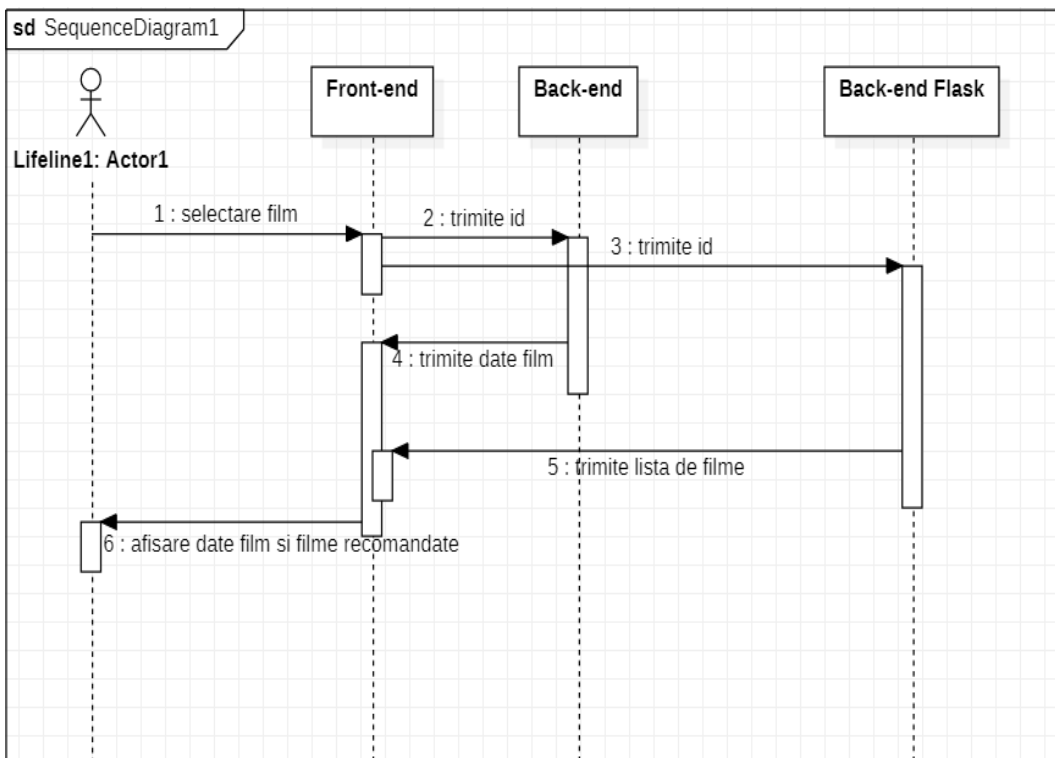 sd SequenceDiagram1
Front-end
Back-end
Back-end Flask
Lifeline1: Actor1
1 : selectare film
2 : trimite id
3 : trimite id
4 : trimite date film
5 : trimite lista de filme
6 : afisare date film si filme recomandate